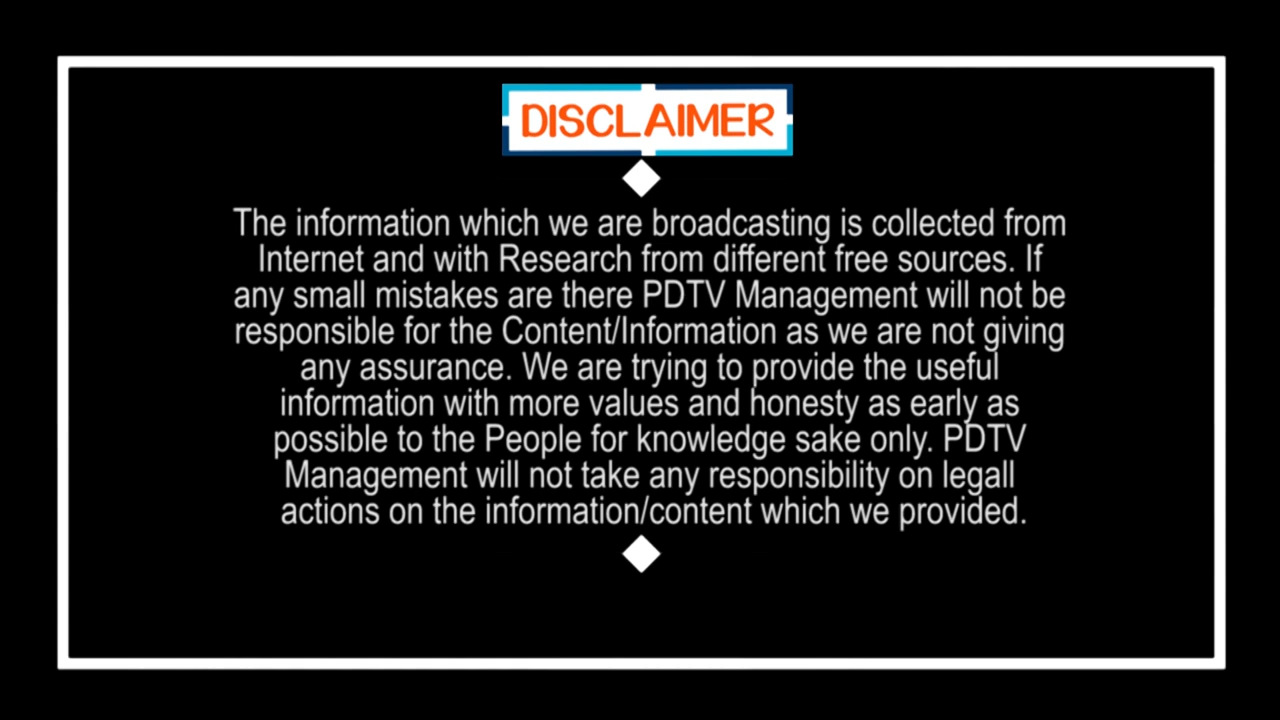 DISCLAIMER
The information which we are broadcasting is collected from
Internet and with Research from different free sources. If
any small mistakes are there PDTV Management will not be
responsible for the Content/Information as we are not giving
any assurance. We are trying to provide the useful
information with more values and honesty as early as
possible to the People for knowledge sake only. PDTV
Management will not take any responsibility on legall
actions on the information/content which we provided.